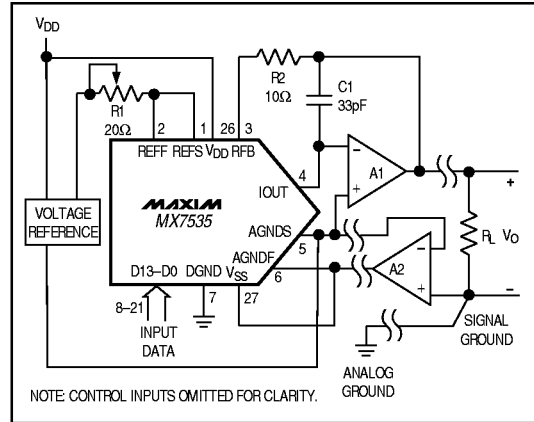 VDD
R1
20Ω
2
1
26
3
REFF
REFS
VDD
RFB
R2
10Ω
C1
33pF
4
IOUT
−
+
A1
+
MAXIM
MX7535
VOLTAGE
REFERENCE
AGNDS
5
AGNDF
6
−
+
A2
RL
VO
−
D13–D0
DGND
VSS
8–21
7
27
INPUT
DATA
SIGNAL
GROUND
ANALOG
GROUND
NOTE: CONTROL INPUTS OMITTED FOR CLARITY.